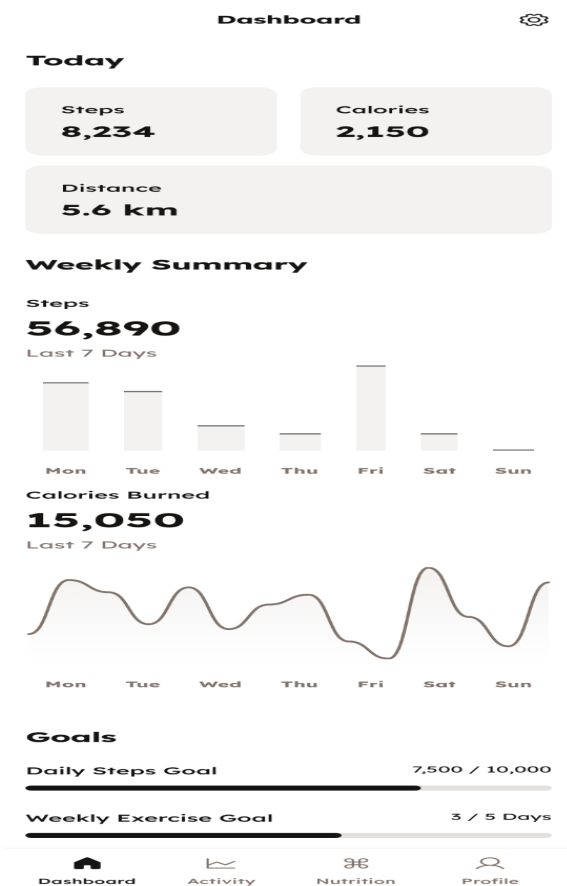 Dashboard
Today
Steps
8,234
Calories
2,150
Distance
5.6 km
Weekly Summary
Steps
56,890
Last 7 Days
Mon Tue Wed Thu Fri Sat Sun
Calories Burned
15,050
Last 7 Days
Mon Tue Wed Thu Fri Sat Sun
Goals
Daily Steps Goal 7,500 / 10,000
Weekly Exercise Goal 3 / 5 Days
Dashboard Activity Nutrition Profile